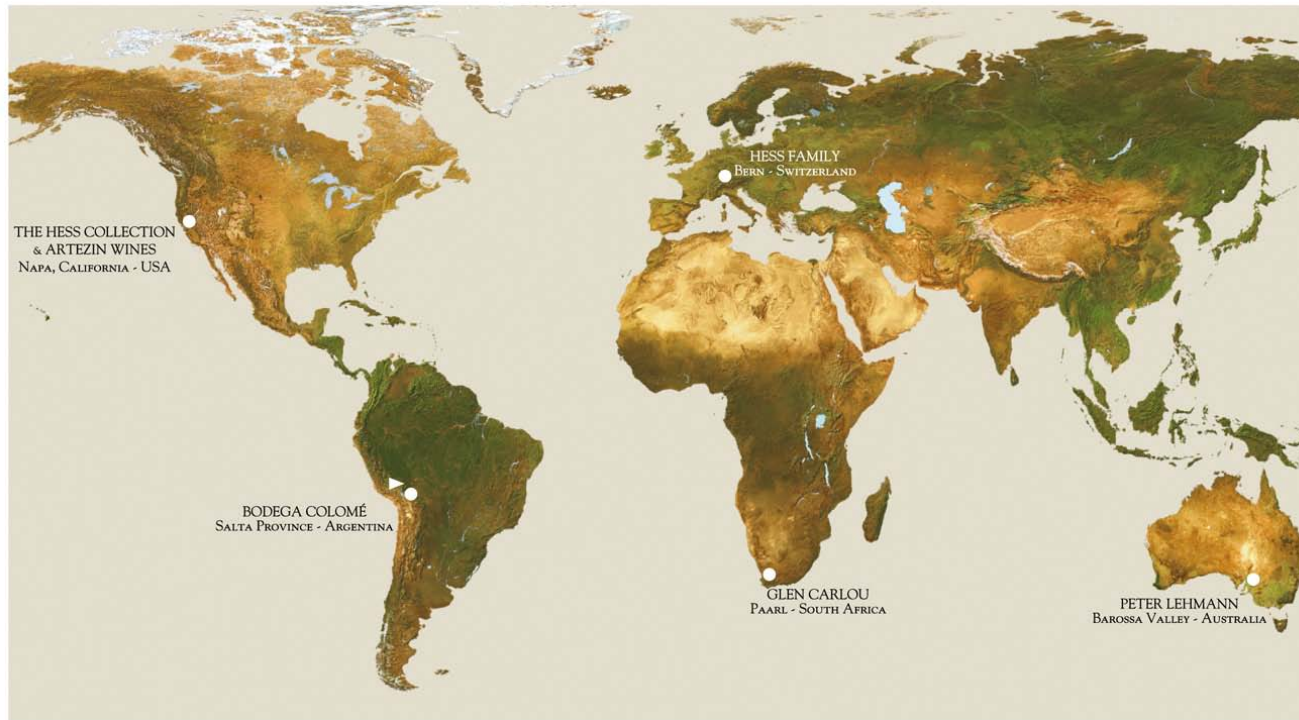 HESS FAMILY
Bern - Switzerland
THE HESS COLLECTION
& ARTEZIN WINES
Napa, California - USA
BODEGA COLOMÉ
Salta Province - Argentina
GLEN CARLOU
Paarl - South Africa
PETER LEHMANN
Barossa Valley - Australia